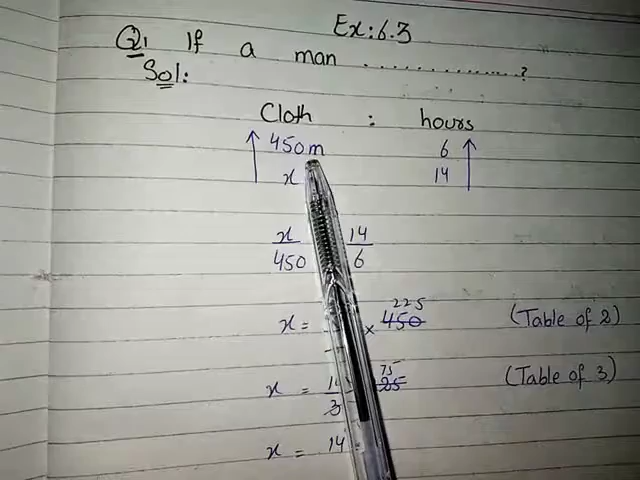 Ex: 6.3
Q1 If a man ..................?
Sol:
Cloth : hours
450m 6
x 14
x/450 14/6
x = × 450 225 (Table of 2)
x = 14/3 225 75 (Table of 3)
x = 14